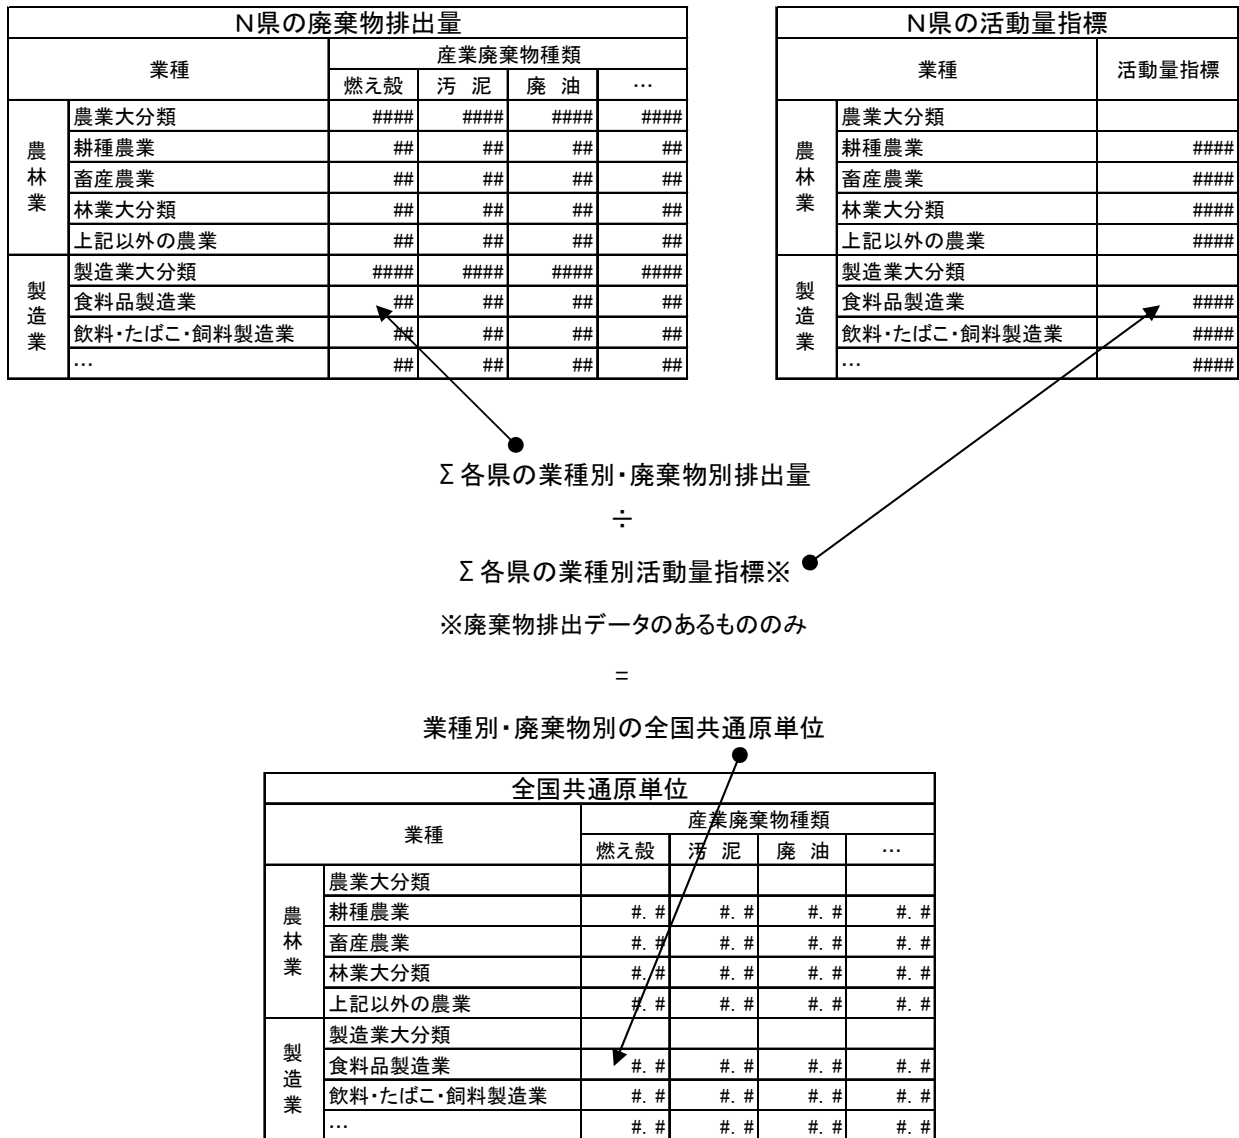 N県の廃棄物排出量
業種 産業廃棄物種類
燃え殻 汚 泥 廃 油 …
農林業
農業大分類 #### #### #### ####
耕種農業 ## ## ## ##
畜産農業 ## ## ## ##
林業大分類 ## ## ## ##
上記以外の農業 ## ## ## ##
製造業
製造業大分類 #### #### #### ####
食料品製造業 ## ## ## ##
飲料・たばこ・飼料製造業 ## ## ## ##
… ## ## ## ##
N県の活動量指標
業種 活動量指標
農林業
農業大分類
耕種農業 ####
畜産農業 ####
林業大分類 ####
上記以外の農業 ####
製造業
製造業大分類
食料品製造業 ####
飲料・たばこ・飼料製造業 ####
… ####
Σ各県の業種別・廃棄物別排出量
÷
Σ各県の業種別活動量指標※
※廃棄物排出データのあるもののみ
=
業種別・廃棄物別の全国共通原単位
全国共通原単位
業種 産業廃棄物種類
燃え殻 汚 泥 廃 油 …
農林業
農業大分類
耕種農業 #. # #. # #. # #. #
畜産農業 #. # #. # #. # #. #
林業大分類 #. # #. # #. # #. #
上記以外の農業 #. # #. # #. # #. #
製造業
製造業大分類
食料品製造業 #. # #. # #. # #. #
飲料・たばこ・飼料製造業 #. # #. # #. # #. #
… #. # #. # #. # #. #